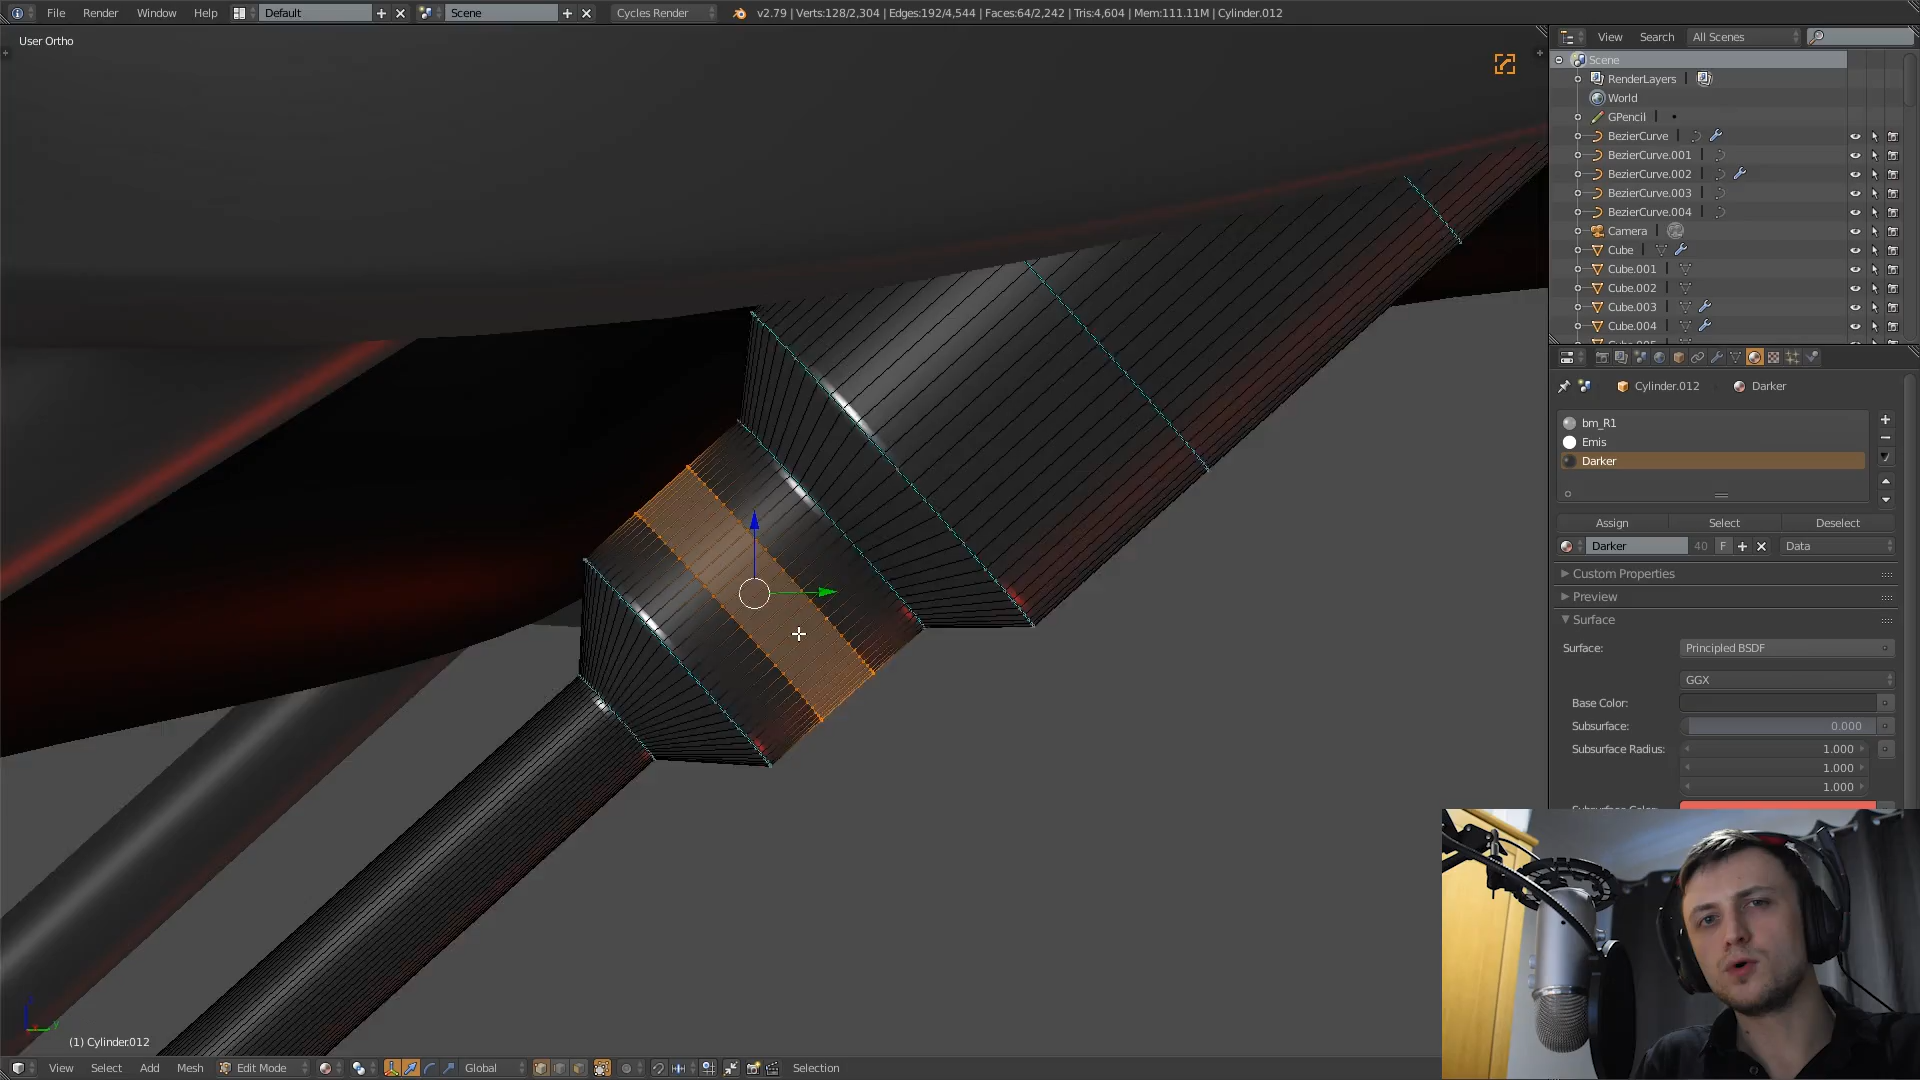 File Render Window Help Default Scene Cycles Render v2.79 | Verts:128/2,304 | Edges:192/4,544 | Faces:64/2,242 | Tris:4,604 | Mem:111.11M | Cylinder.012
User Ortho
View Search All Scenes
Scene
RenderLayers
World
GPencil
BezierCurve
BezierCurve.001
BezierCurve.002
BezierCurve.003
BezierCurve.004
Camera
Cube
Cube.001
Cube.002
Cube.003
Cube.004
Cylinder.012 Darker
bm_R1
Emis
Darker
Assign Select Deselect
Darker 40 F Data
Custom Properties
Preview
Surface
Surface: Principled BSDF
GGX
Base Color:
Subsurface: 0.000
Subsurface Radius: 1.000
1.000
1.000
(1) Cylinder.012
View Select Add Mesh Edit Mode Global Selection